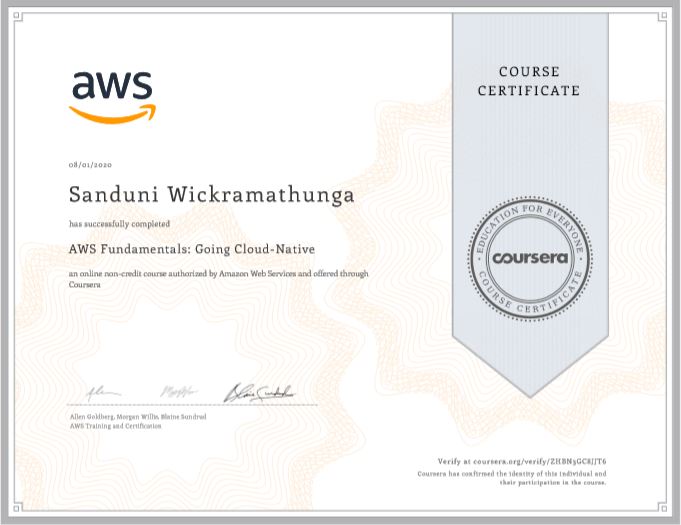 aws
COURSE
CERTIFICATE
08/01/2020
Sanduni Wickramathunga
has successfully completed
AWS Fundamentals: Going Cloud-Native
an online non-credit course authorized by Amazon Web Services and offered through
Coursera
EDUCATION FOR EVERYONE
coursera
COURSE CERTIFICATE
Allen Goldberg, Morgan Willis, Blaine Sundrud
AWS Training and Certification
Verify at coursera.org/verify/ZHBN3GC8JJT6
Coursera has confirmed the identity of this individual and
their participation in the course.